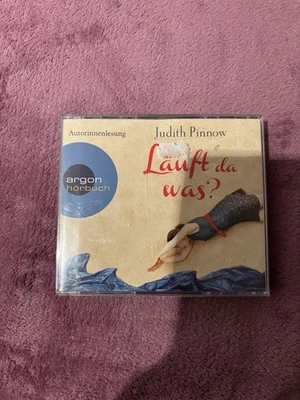 Autorinnenlesung
Judith Pinnow
argon
hörbuch
Läuft da
was?